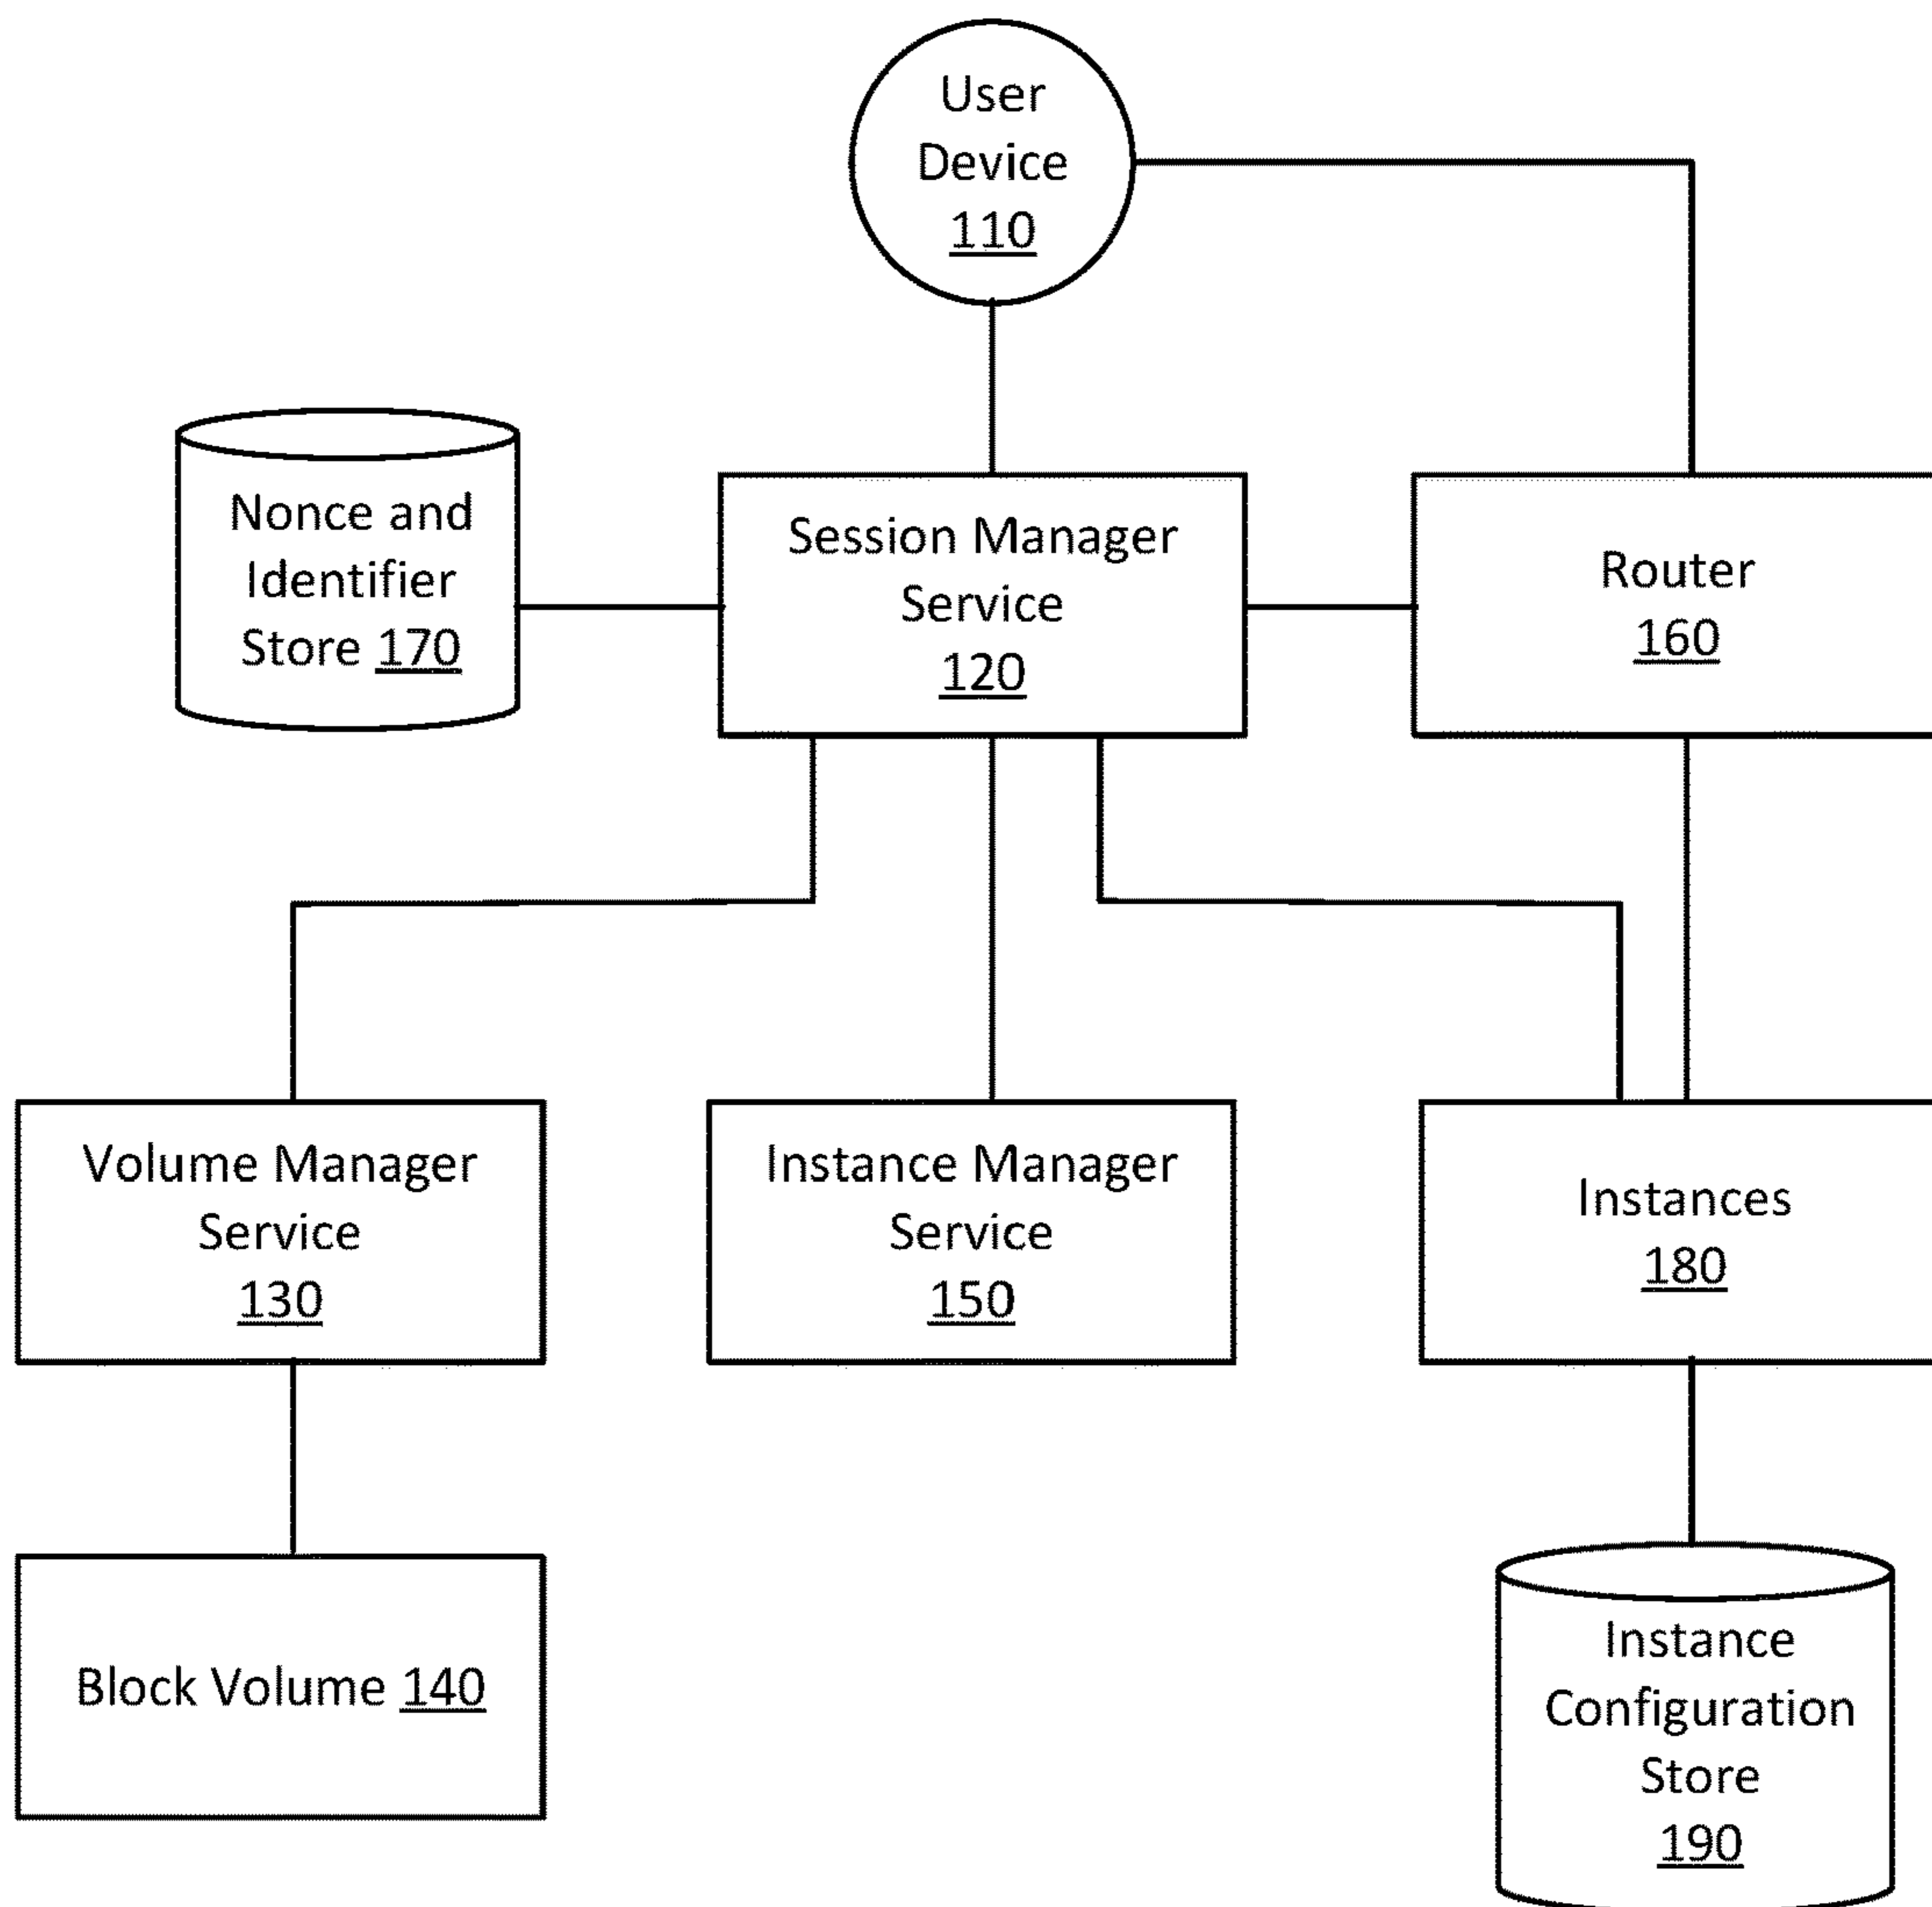 User
Device
110
Nonce and
Identifier
Store 170
Session Manager
Service
120
Router
160
Volume Manager
Service
130
Instance Manager
Service
150
Instances
180
Block Volume 140
Instance
Configuration
Store
190